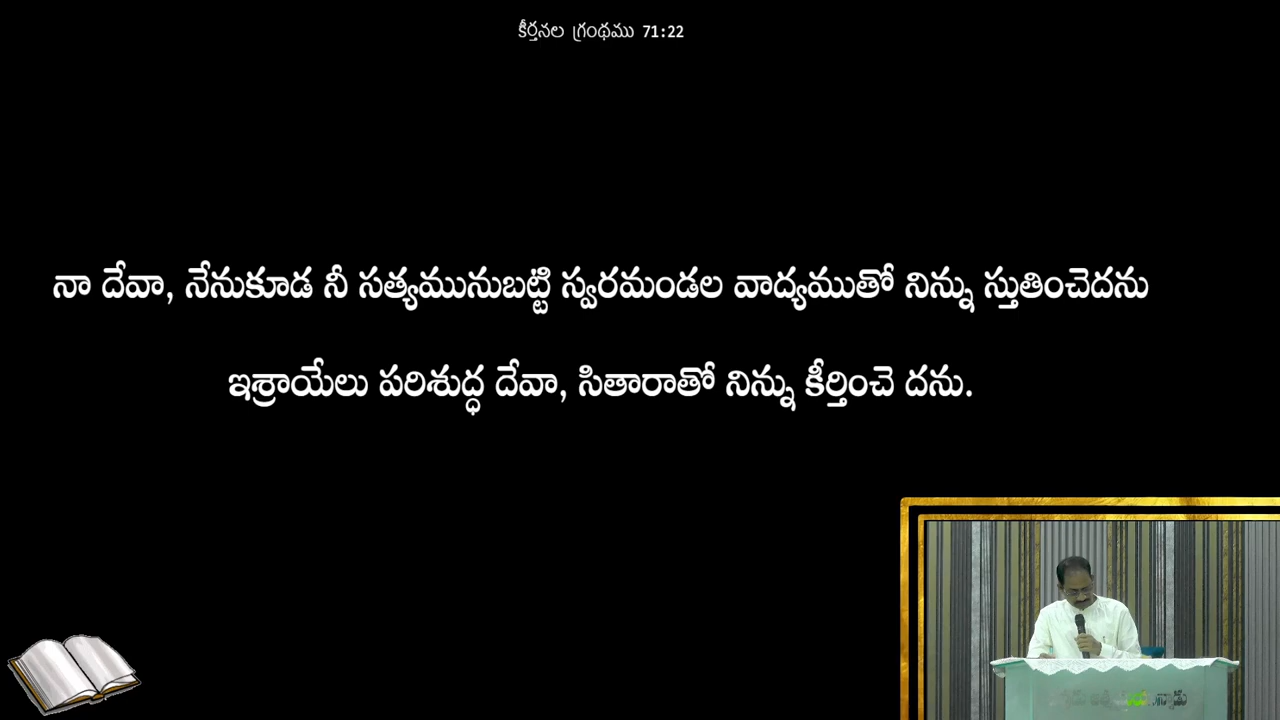 కీర్తనల గ్రంథము 71:22
నా దేవా, నేనుకూడ నీ సత్యమునుబట్టి స్వరమండల వాద్యముతో నిన్ను స్తుతించెదను
ఇశ్రాయేలు పరిశుద్ధ దేవా, సితారాతో నిన్ను కీర్తించె దను.